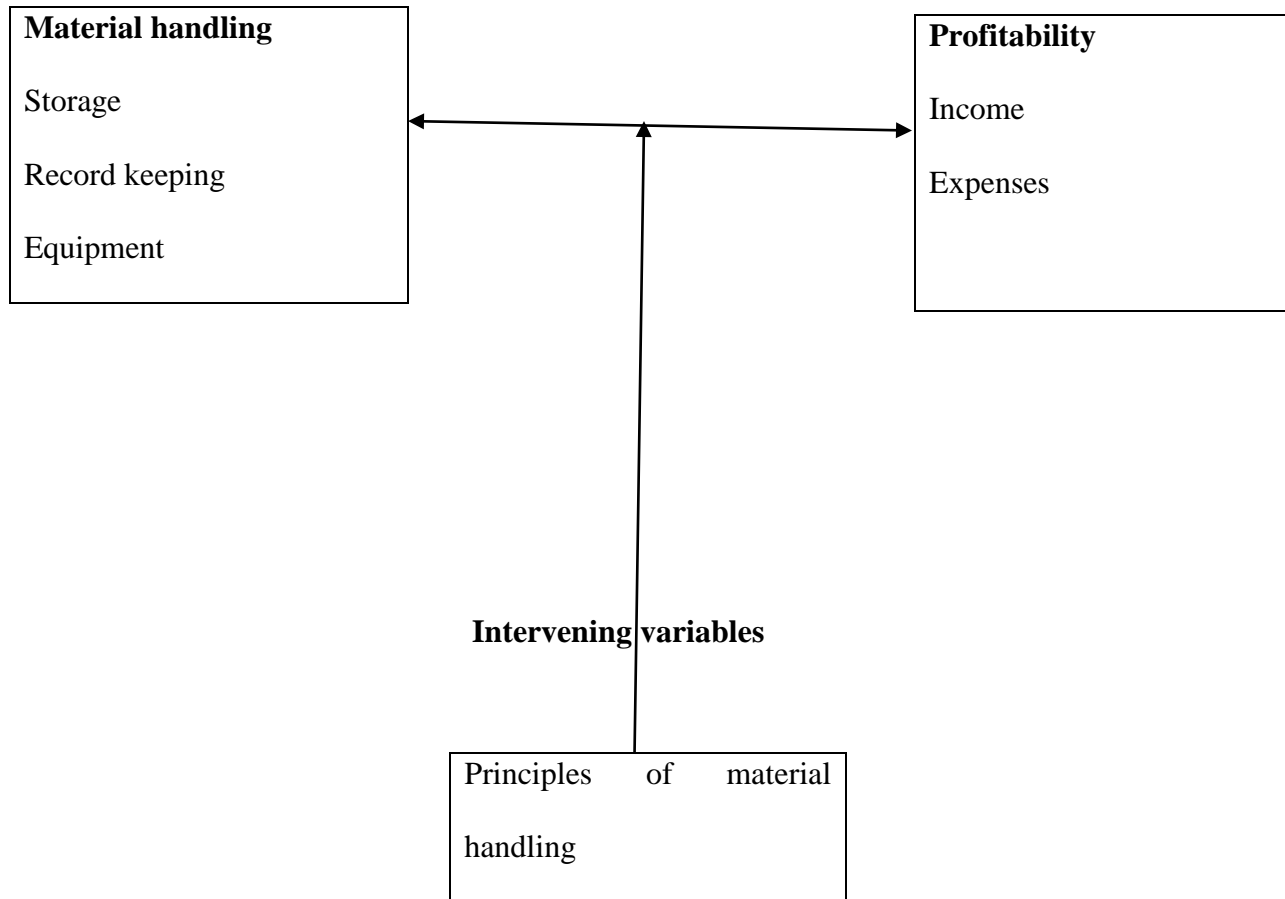 Material handling
Storage
Record keeping
Equipment
Profitability
Income
Expenses
Intervening variables
Principles of material
handling